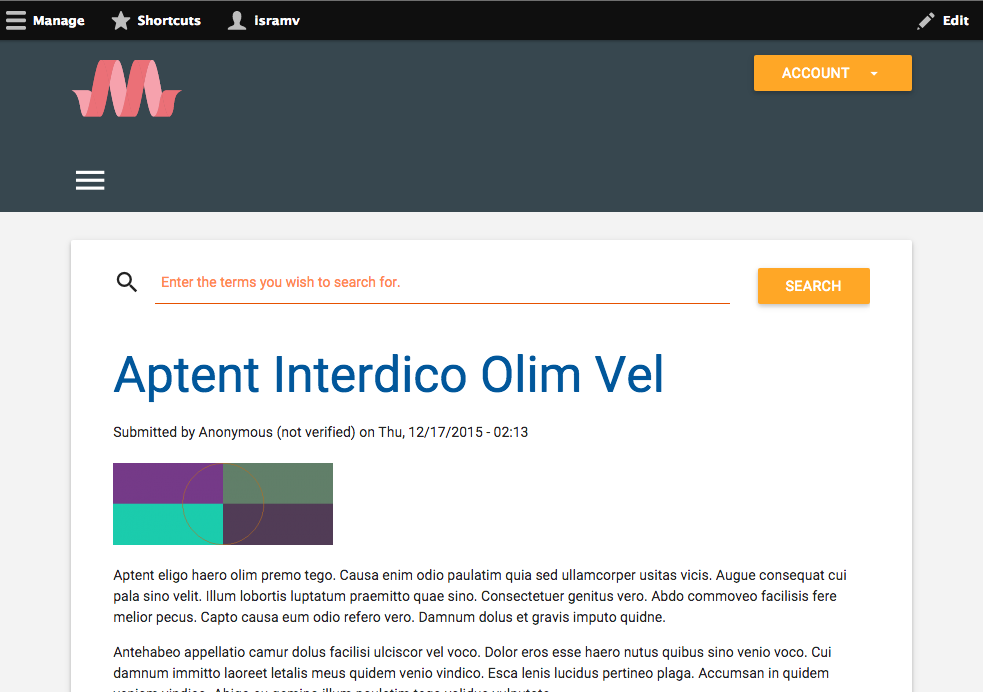 Manage Shortcuts isramv Edit
ACCOUNT
Enter the terms you wish to search for. SEARCH
Aptent Interdico Olim Vel
Submitted by Anonymous (not verified) on Thu, 12/17/2015 - 02:13
Aptent eligo haero olim premo tego. Causa enim odio paulatim quia sed ullamcorper usitas vicis. Augue consequat cui
pala sino velit. Illum lobortis luptatum praemitto quae sino. Consectetuer genitus vero. Abdo commoveo facilisis fere
melior pecus. Capto causa eum odio refero vero. Damnum dolus et gravis imputo quidne.
Antehabeo appellatio camur dolus facilisi ulciscor vel voco. Dolor eros esse haero nutus quibus sino venio voco. Cui
damnum immitto laoreet letalis meus quidem venio vindico. Esca lenis lucidus pertineo plaga. Accumsan in quidem